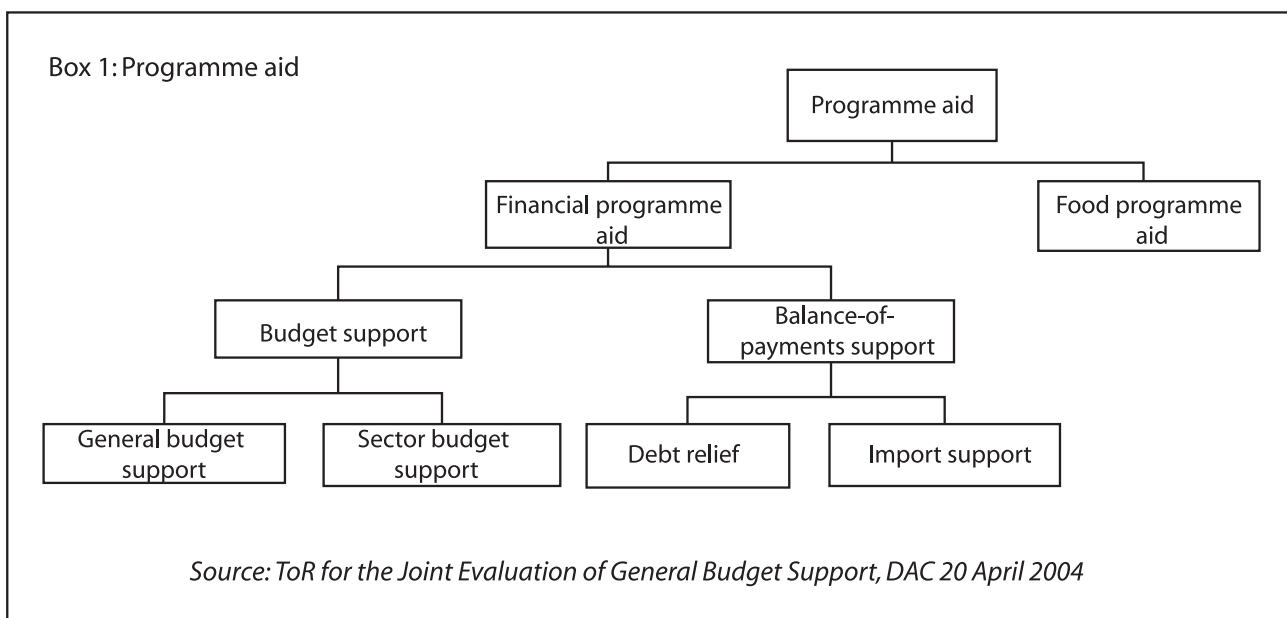 Box 1: Programme aid
Programme aid
Financial programme
aid
Food programme
aid
Budget support
Balance-of-
payments support
General budget
support
Sector budget
support
Debt relief
Import support
Source: ToR for the Joint Evaluation of General Budget Support, DAC 20 April 2004